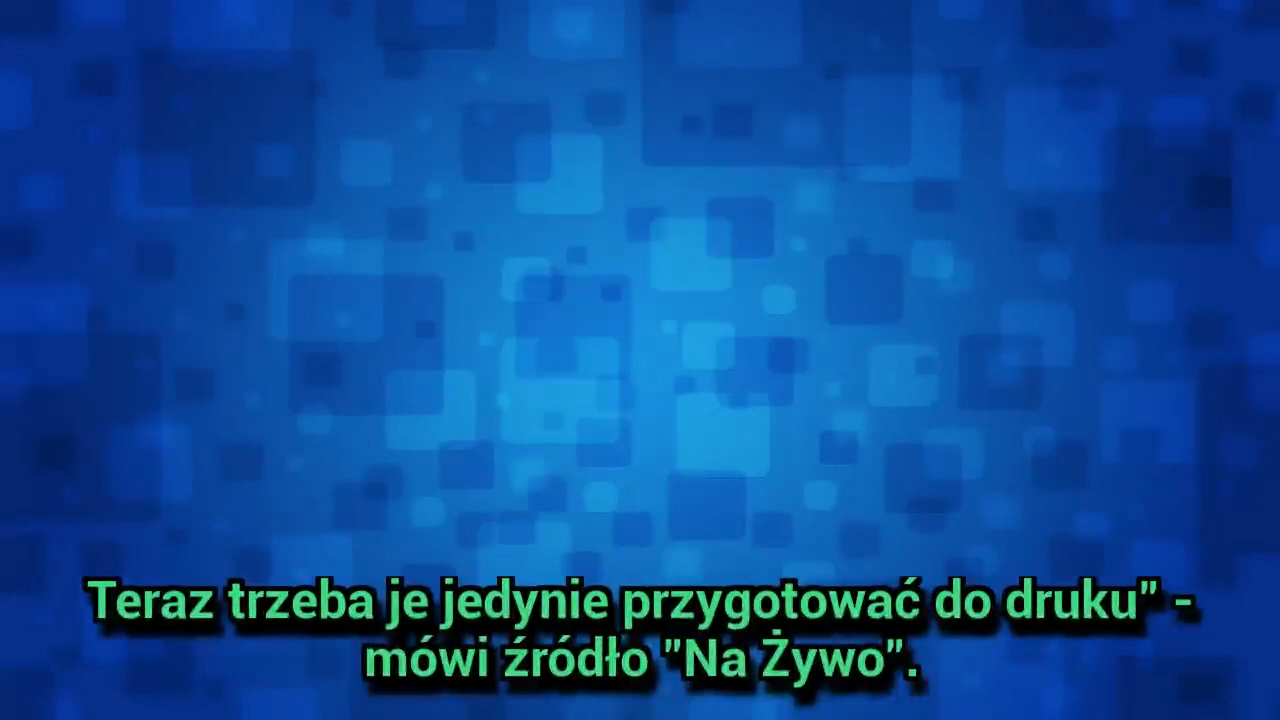 Teraz trzeba je jedynie przygotować do druku" -
mówi źródło "Na Żywo".